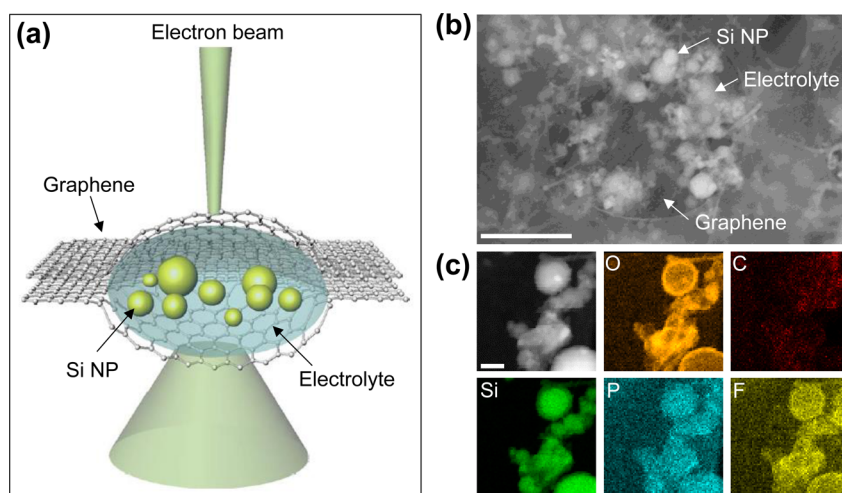 (a)
Electron beam
Graphene
Si NP
Electrolyte
(b)
Si NP
Electrolyte
Graphene
(c)
O
C
Si
P
F